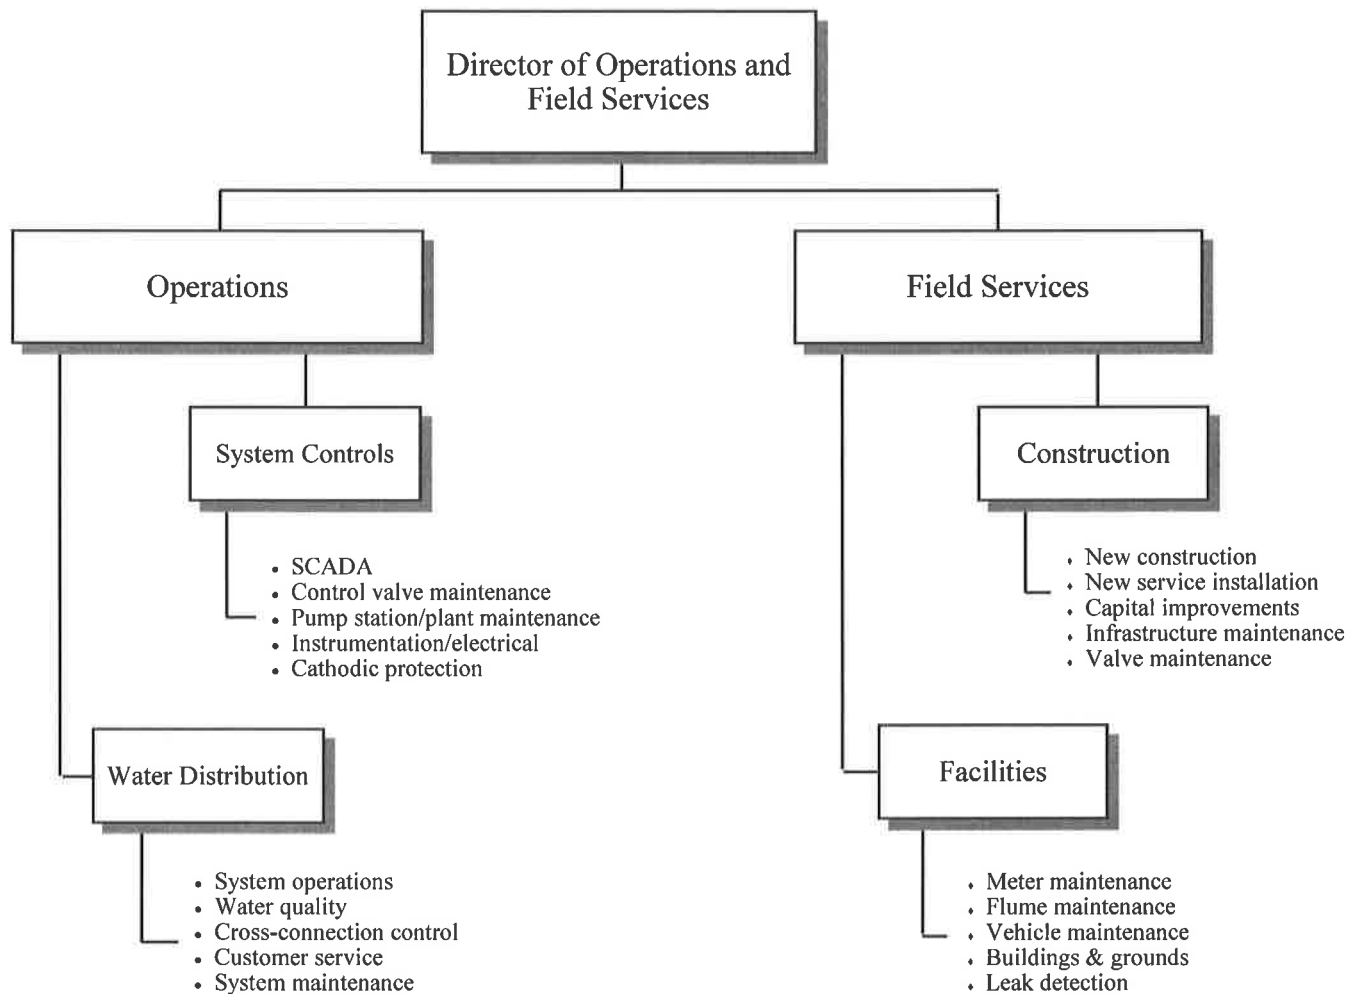 Director of Operations and
Field Services
Operations
Field Services
System Controls
Construction
• SCADA
• Control valve maintenance
• Pump station/plant maintenance
• Instrumentation/electrical
• Cathodic protection
⬧ New construction
⬧ New service installation
⬧ Capital improvements
⬧ Infrastructure maintenance
⬧ Valve maintenance
Water Distribution
Facilities
• System operations
• Water quality
• Cross-connection control
• Customer service
• System maintenance
⬧ Meter maintenance
⬧ Flume maintenance
⬧ Vehicle maintenance
⬧ Buildings & grounds
⬧ Leak detection